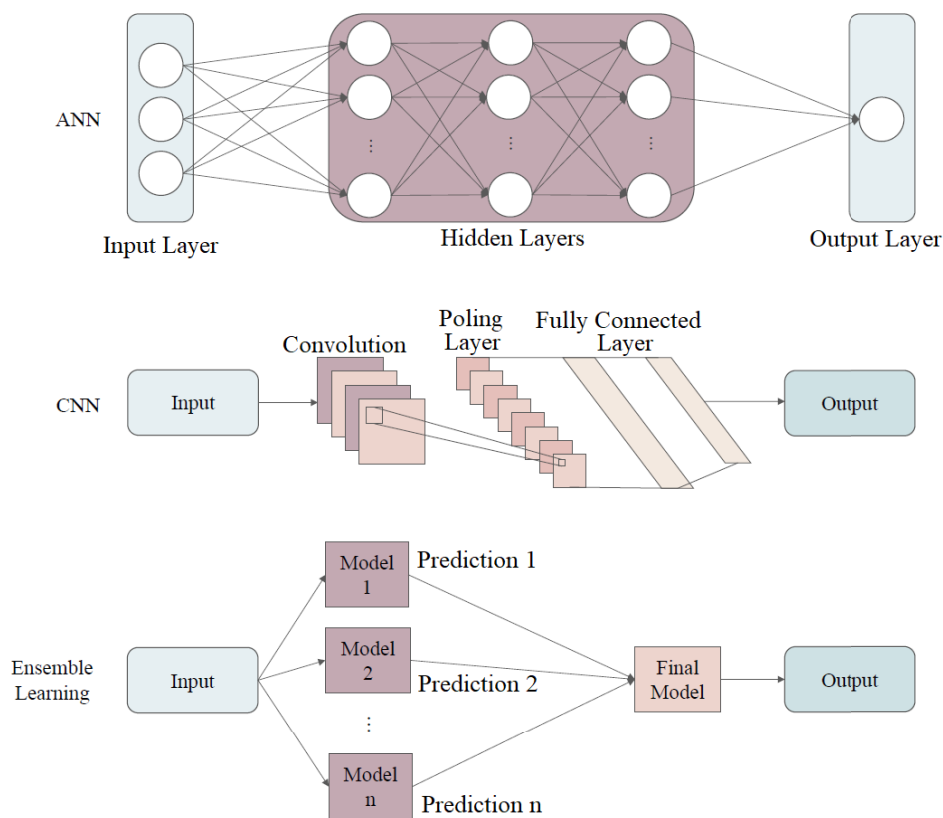 ANN
⋮
⋮
⋮
Input Layer
Hidden Layers
Output Layer
CNN
Input
Convolution
Poling
Layer
Fully Connected
Layer
Output
Ensemble
Learning
Input
Model
1
Prediction 1
Model
2
Prediction 2
⋮
Model
n
Prediction n
Final
Model
Output